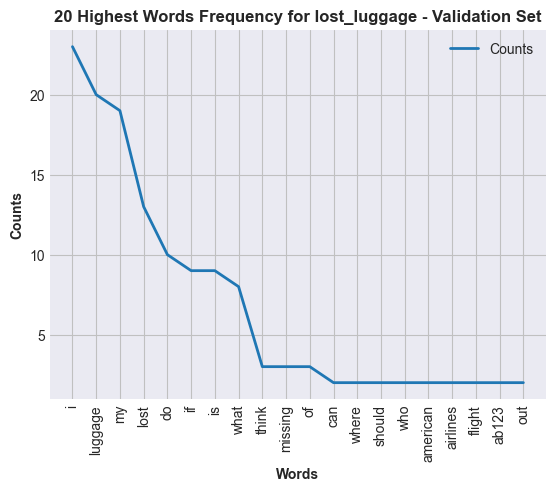 20 Highest Words Frequency for lost_luggage - Validation Set
Counts
20
15
10
5
Counts
i
luggage
my
lost
do
if
is
what
think
missing
of
can
where
should
who
american
airlines
flight
ab123
out
Words